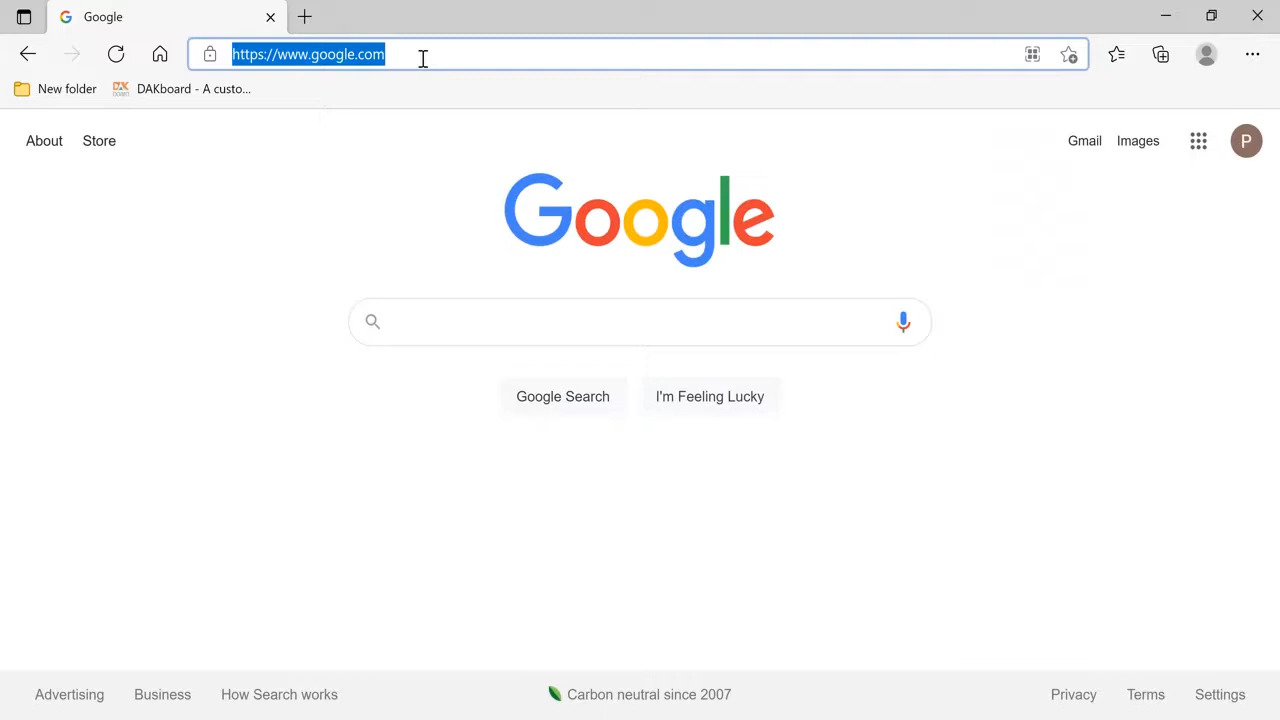 Google
https://www.google.com
New folder
DAKboard - A custo...
About
Store
Gmail
Images
P
Google
Google Search
I'm Feeling Lucky
Advertising
Business
How Search works
Carbon neutral since 2007
Privacy
Terms
Settings